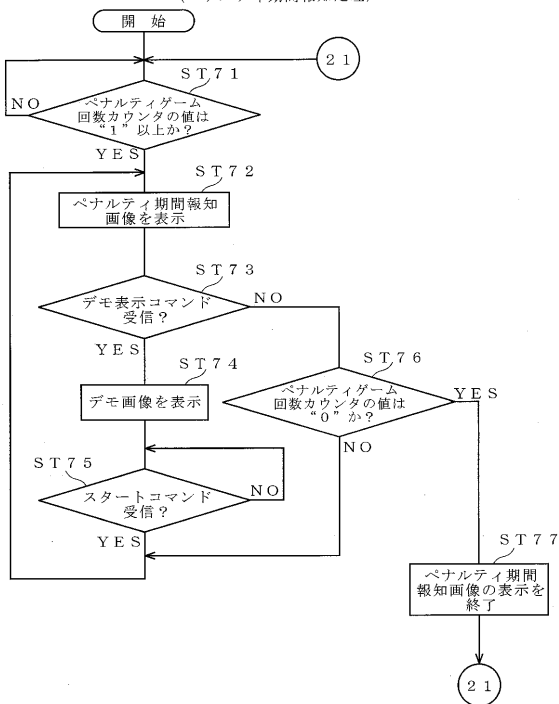 開 始
２１
ＳＴ７１
ＮＯ
ペナルティゲーム
回数カウンタの値は
“１”以上か？
ＹＥＳ
ＳＴ７２
ペナルティ期間報知
画像を表示
ＳＴ７３
デモ表示コマンド
受信？
ＮＯ
ＹＥＳ
ＳＴ７４
デモ画像を表示
ＳＴ７６
ペナルティゲーム
回数カウンタの値は
“０”か？
ＹＥＳ
ＮＯ
ＳＴ７５
スタートコマンド
受信？
ＮＯ
ＹＥＳ
ＳＴ７７
ペナルティ期間
報知画像の表示を
終了
２１